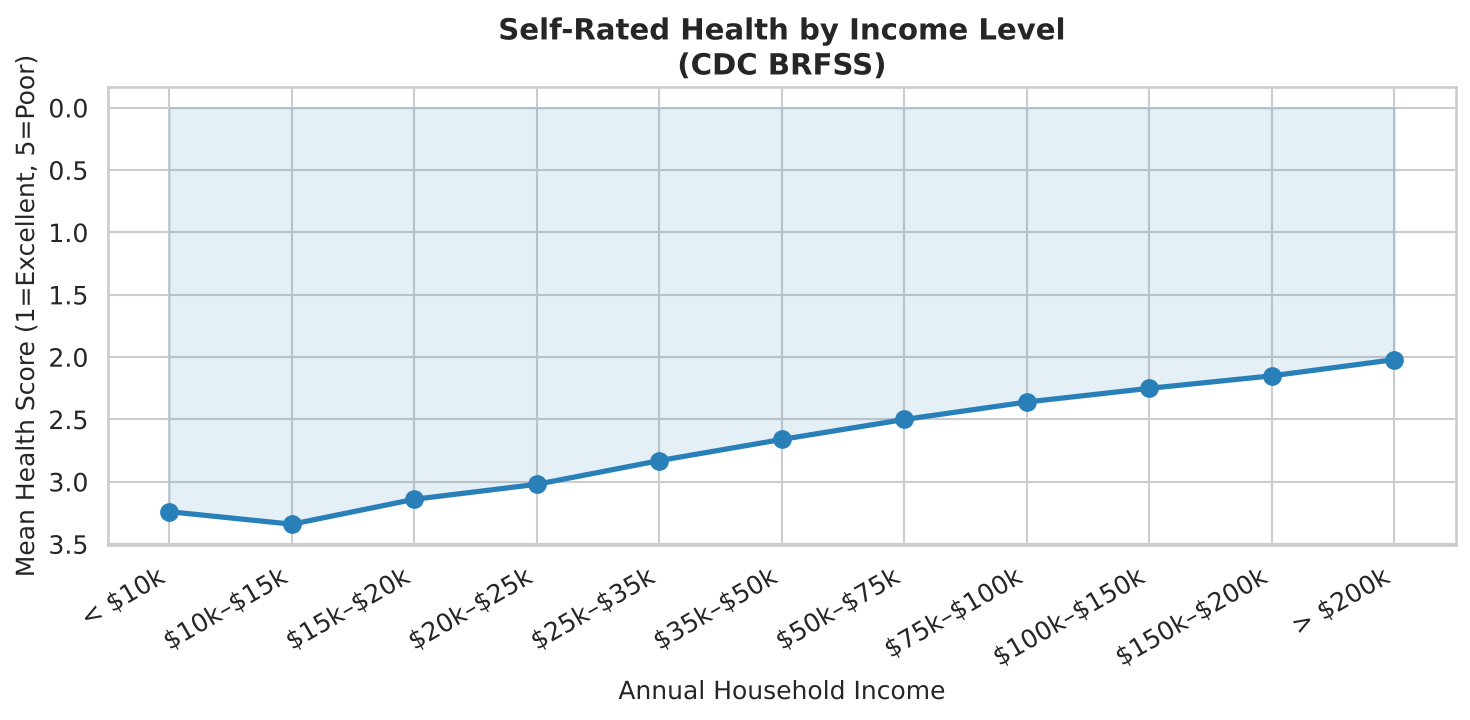 Self-Rated Health by Income Level
(CDC BRFSS)
Mean Health Score (1=Excellent, 5=Poor)
0.0
0.5
1.0
1.5
2.0
2.5
3.0
3.5
< $10k
$10k–$15k
$15k–$20k
$20k–$25k
$25k–$35k
$35k–$50k
$50k–$75k
$75k–$100k
$100k–$150k
$150k–$200k
> $200k
Annual Household Income